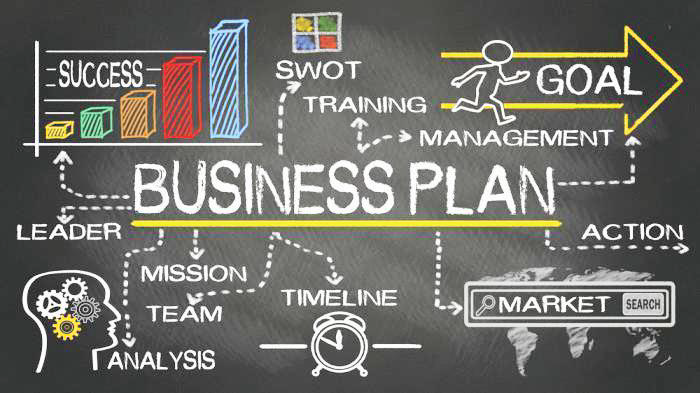 SUCCESS
SWOT
GOAL
TRAINING
MANAGEMENT
BUSINESS PLAN
LEADER
ACTION
MISSION
TEAM
TIMELINE
MARKET SEARCH
ANALYSIS